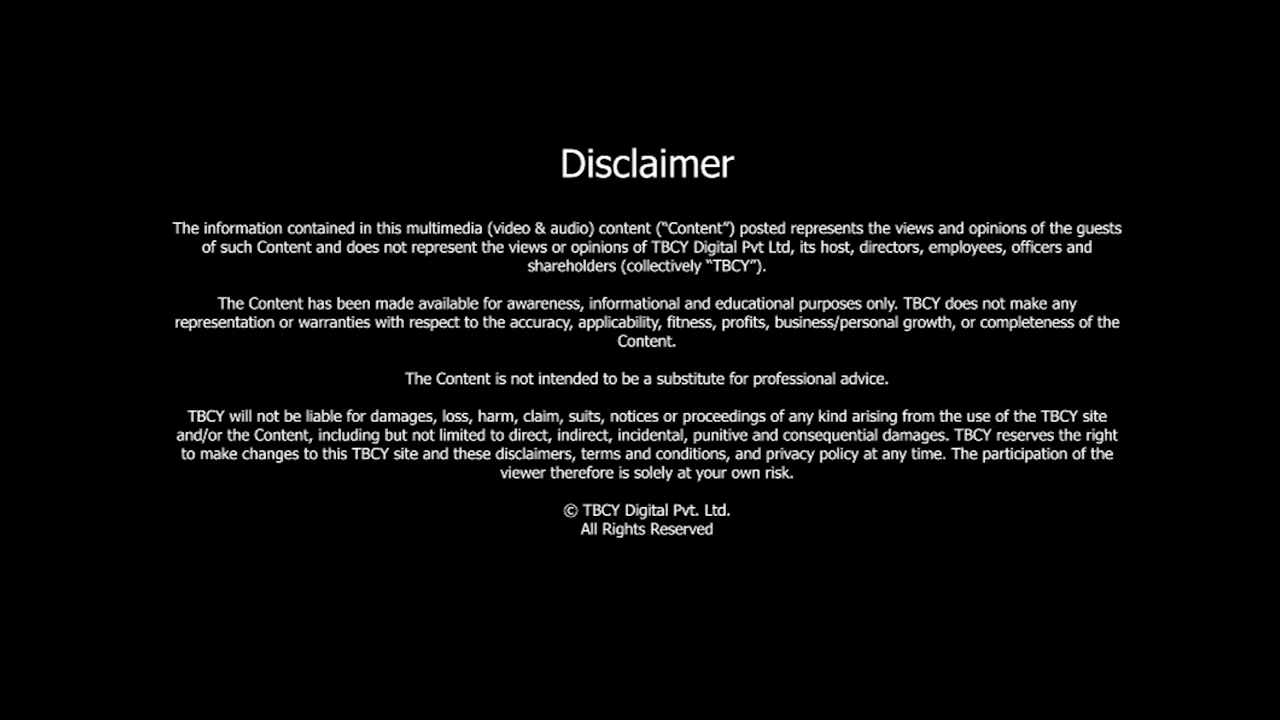 Disclaimer
The information contained in this multimedia (video & audio) content (“Content”) posted represents the views and opinions of the guests
of such Content and does not represent the views or opinions of TBCY Digital Pvt Ltd, its host, directors, employees, officers and
shareholders (collectively “TBCY”).
The Content has been made available for awareness, informational and educational purposes only. TBCY does not make any
representation or warranties with respect to the accuracy, applicability, fitness, profits, business/personal growth, or completeness of the
Content.
The Content is not intended to be a substitute for professional advice.
TBCY will not be liable for damages, loss, harm, claim, suits, notices or proceedings of any kind arising from the use of the TBCY site
and/or the Content, including but not limited to direct, indirect, incidental, punitive and consequential damages. TBCY reserves the right
to make changes to this TBCY site and these disclaimers, terms and conditions, and privacy policy at any time. The participation of the
viewer therefore is solely at your own risk.
© TBCY Digital Pvt. Ltd.
All Rights Reserved